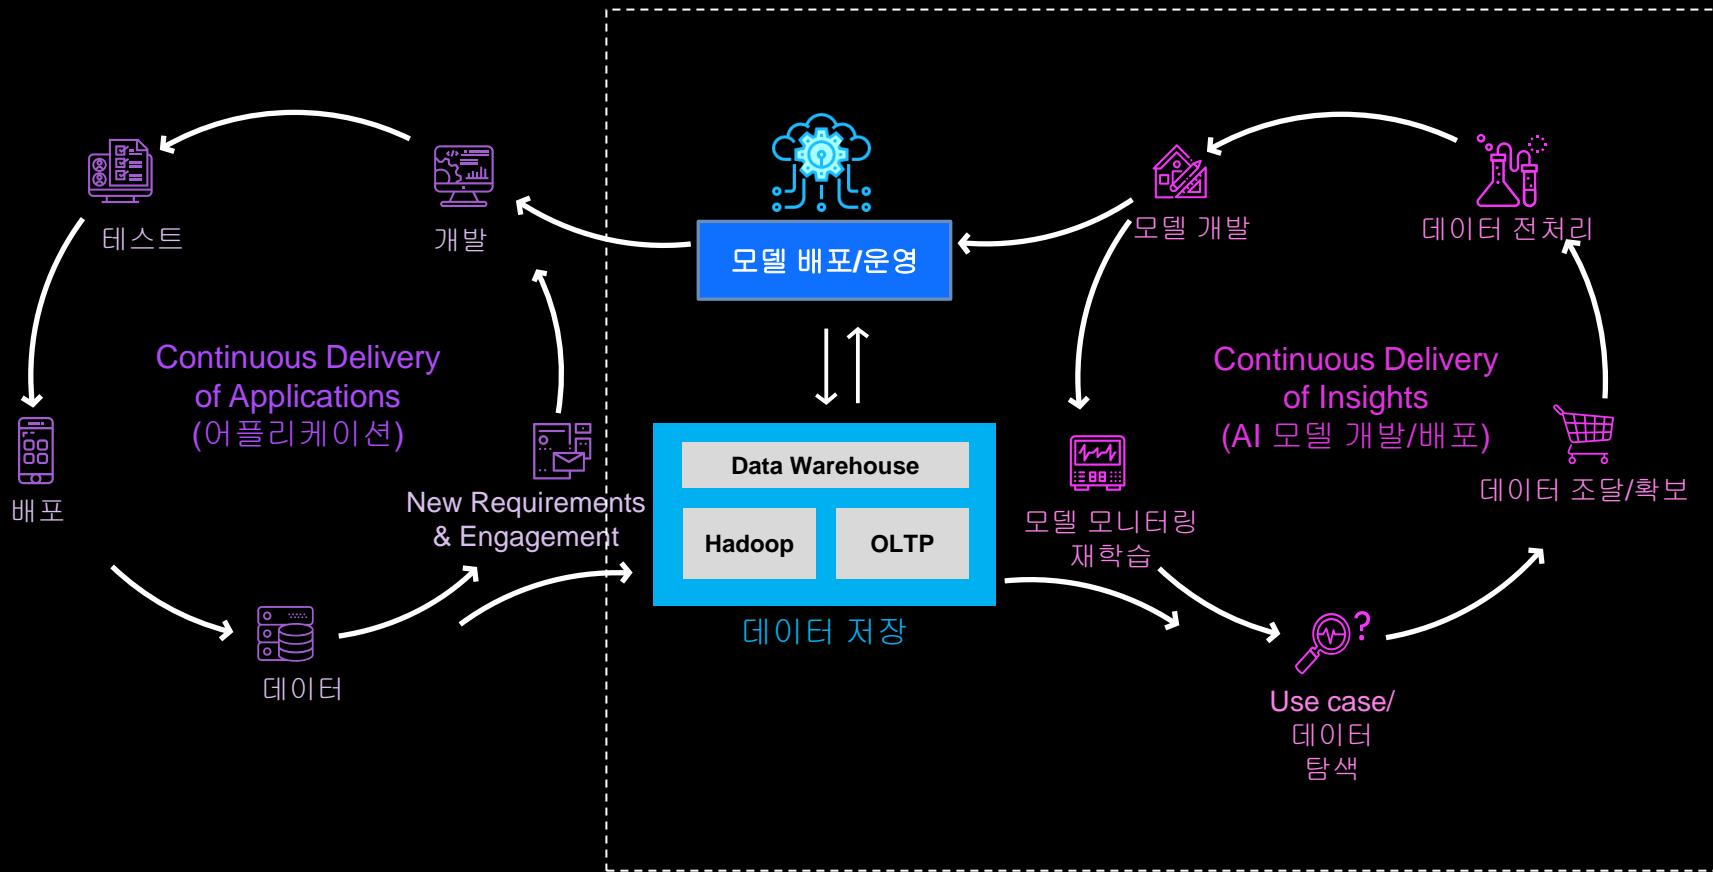 테스트
개발
Continuous Delivery
of Applications
(어플리케이션)
배포
New Requirements
& Engagement
데이터
모델 배포/운영
Data Warehouse
Hadoop
OLTP
데이터 저장
모델 개발
데이터 전처리
Continuous Delivery
of Insights
(AI 모델 개발/배포)
데이터 조달/확보
모델 모니터링
재학습
?
Use case/
데이터
탐색